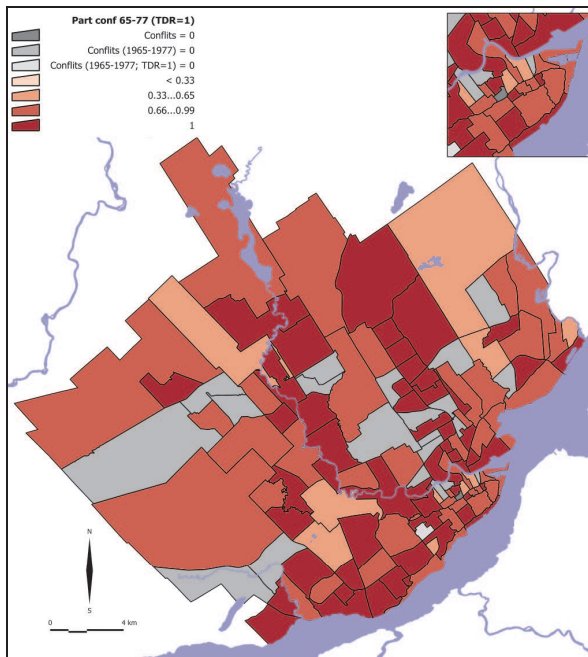 Part conf 65-77 (TDR=1)
Conflits = 0
Conflits (1965-1977) = 0
Conflits (1965-1977; TDR=1) = 0
< 0.33
0.33...0.65
0.66...0.99
1
N
S
0 4 km